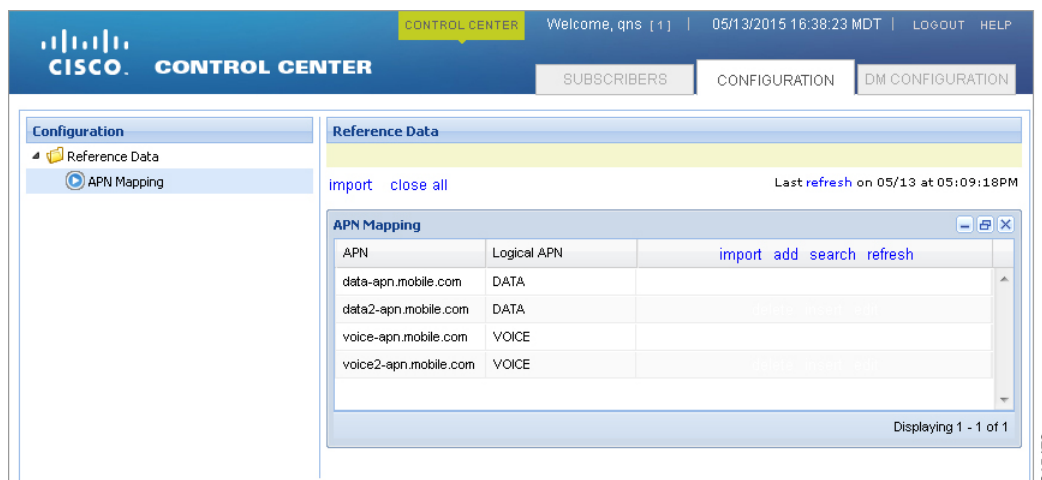 CONTROL CENTER Welcome, qns [1] | 05/13/2015 16:38:23 MDT | LOGOUT HELP
CISCO. CONTROL CENTER
SUBSCRIBERS CONFIGURATION DM CONFIGURATION
Configuration
Reference Data
APN Mapping
Reference Data
import close all Last refresh on 05/13 at 05:09:18PM
APN Mapping
APN Logical APN import add search refresh
data-apn.mobile.com DATA
data2-apn.mobile.com DATA
voice-apn.mobile.com VOICE
voice2-apn.mobile.com VOICE
Displaying 1 - 1 of 1